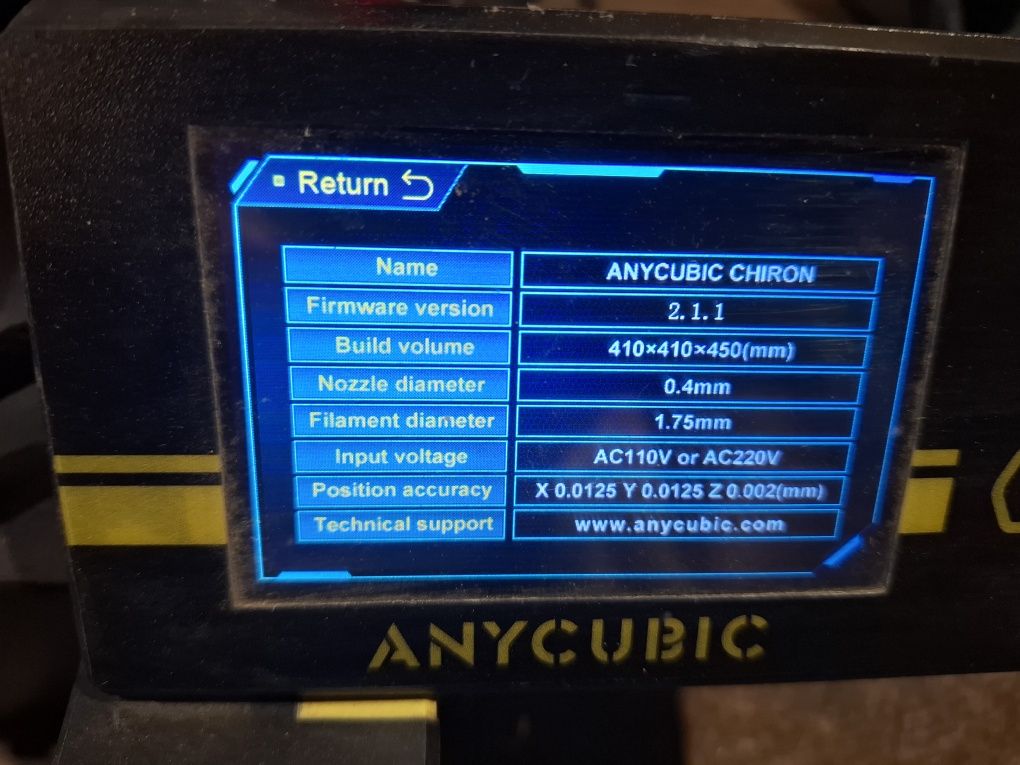 Return
Name ANYCUBIC CHIRON
Firmware version 2.1.1
Build volume 410×410×450(mm)
Nozzle diameter 0.4mm
Filament diameter 1.75mm
Input voltage AC110V or AC220V
Position accuracy X 0.0125 Y 0.0125 Z 0.002(mm)
Technical support www.anycubic.com
ANYCUBIC